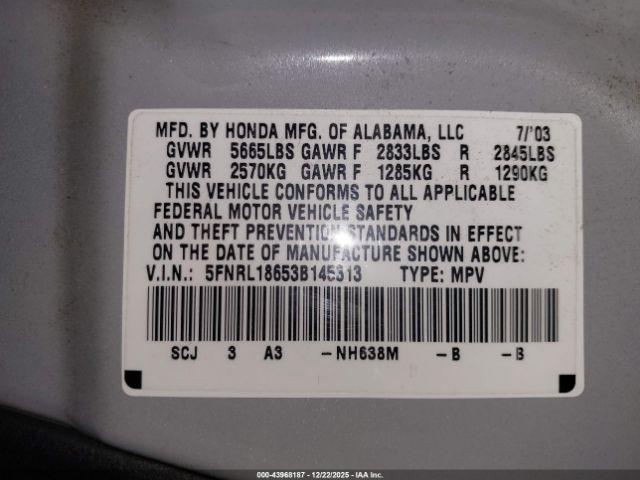 MFD. BY HONDA MFG. OF ALABAMA, LLC 7/'03
GVWR 5665LBS GAWR F 2833LBS R 2845LBS
GVWR 2570KG GAWR F 1285KG R 1290KG
THIS VEHICLE CONFORMS TO ALL APPLICABLE
FEDERAL MOTOR VEHICLE SAFETY
AND THEFT PREVENTION STANDARDS IN EFFECT
ON THE DATE OF MANUFACTURE SHOWN ABOVE.
V.I.N.: 5FNRL18653B145313 TYPE: MPV
SCJ 3 A3 -NH638M -B -B
000-43968187 - 12/22/2025 - IAA Inc.